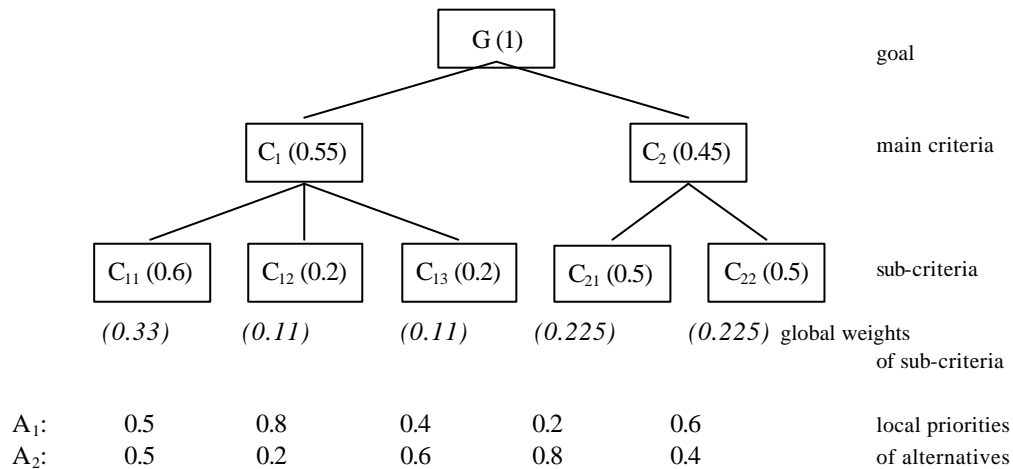 G (1)
goal
C₁ (0.55)
C₂ (0.45)
main criteria
C₁₁ (0.6)
C₁₂ (0.2)
C₁₃ (0.2)
C₂₁ (0.5)
C₂₂ (0.5)
sub-criteria
(0.33) (0.11) (0.11) (0.225) (0.225) global weights
of sub-criteria
A₁: 0.5 0.8 0.4 0.2 0.6 local priorities
A₂: 0.5 0.2 0.6 0.8 0.4 of alternatives